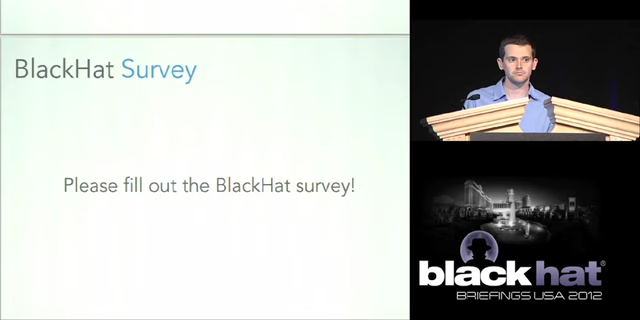 BlackHat Survey
Please fill out the BlackHat survey!
black hat®
BRIEFINGS USA 2012